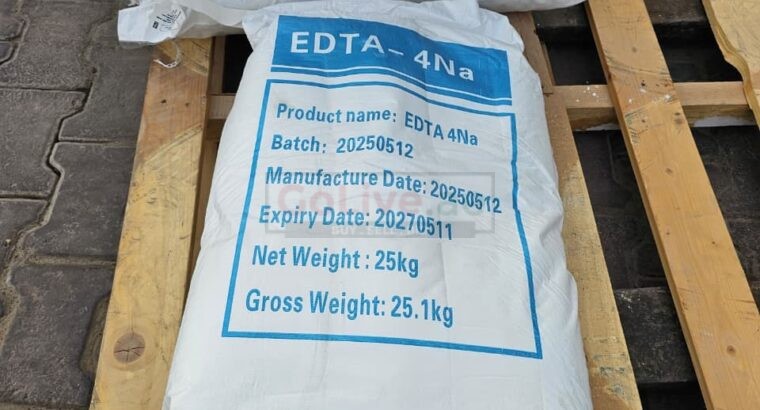 EDTA- 4Na
Product name: EDTA 4Na
Batch: 20250512
Manufacture Date: 20250512
Expiry Date: 20270511
Net Weight : 25kg
Gross Weight: 25.1kg